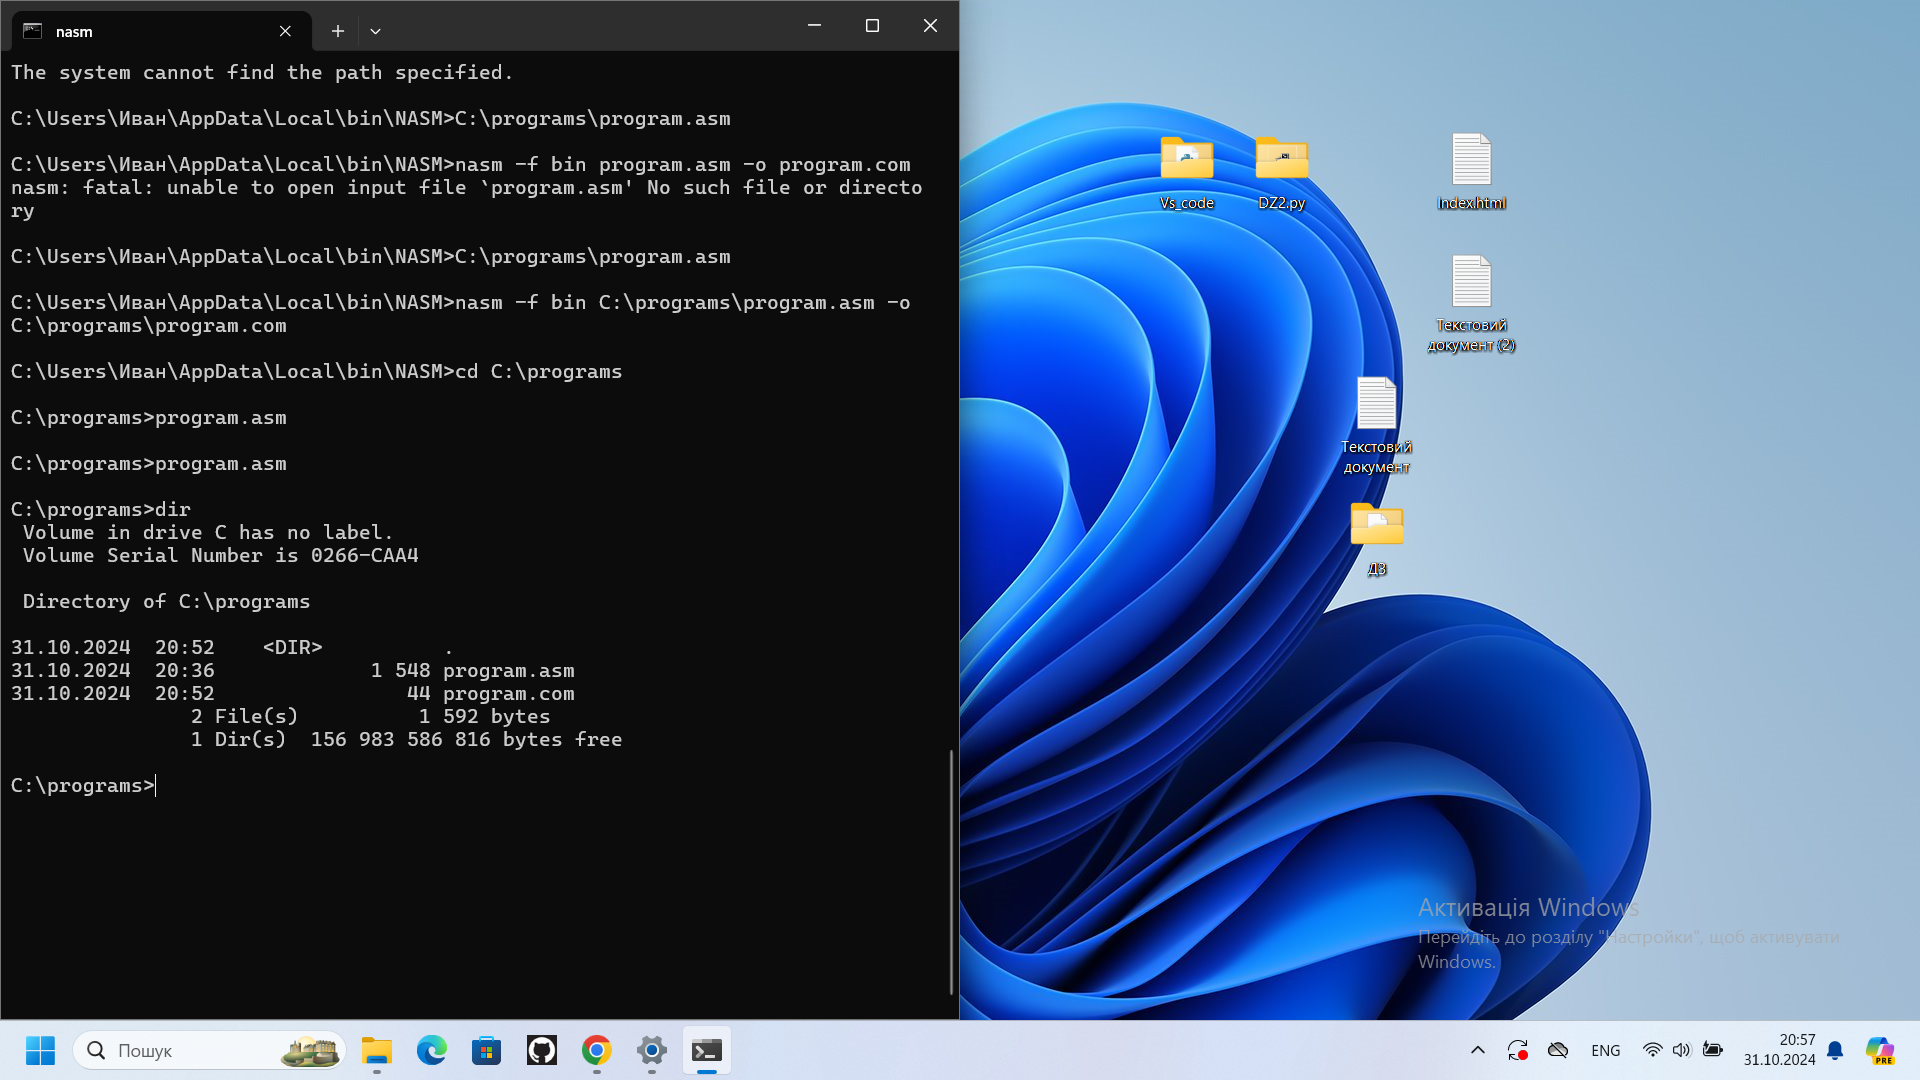 nasm
The system cannot find the path specified.
C:\Users\Иван\AppData\Local\bin\NASM>C:\programs\program.asm
C:\Users\Иван\AppData\Local\bin\NASM>nasm -f bin program.asm -o program.com
nasm: fatal: unable to open input file `program.asm' No such file or directo
ry
C:\Users\Иван\AppData\Local\bin\NASM>C:\programs\program.asm
C:\Users\Иван\AppData\Local\bin\NASM>nasm -f bin C:\programs\program.asm -o
C:\programs\program.com
C:\Users\Иван\AppData\Local\bin\NASM>cd C:\programs
C:\programs>program.asm
C:\programs>program.asm
C:\programs>dir
Volume in drive C has no label.
Volume Serial Number is 0266-CAA4
Directory of C:\programs
31.10.2024  20:52    <DIR>          .
31.10.2024  20:36             1 548 program.asm
31.10.2024  20:52                44 program.com
2 File(s)          1 592 bytes
1 Dir(s)  156 983 586 816 bytes free
C:\programs>
Vs_code
DZ2.py
Index.html
Текстовий
документ (2)
Текстовий
документ
ДЗ
Активація Windows
Перейдіть до розділу "Настройки", щоб активувати
Windows.
Пошук
ENG
20:57
31.10.2024
PRE